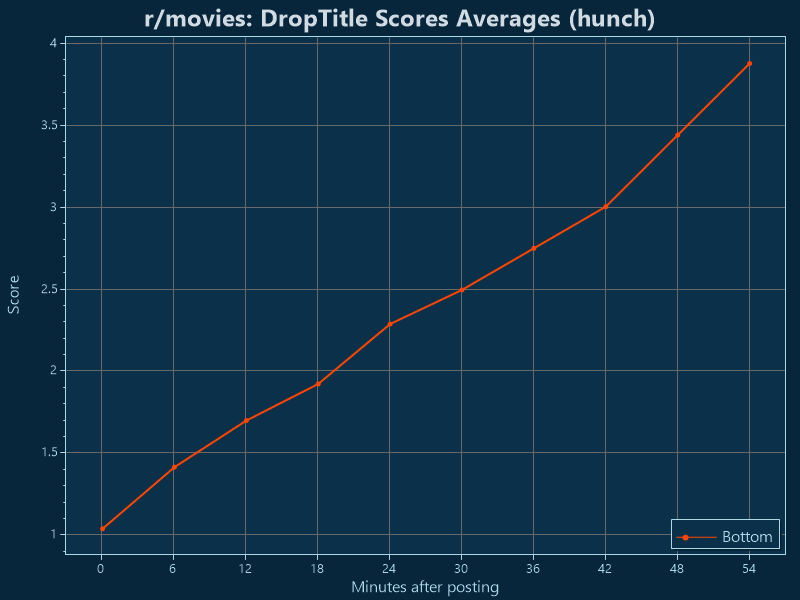 r/movies: DropTitle Scores Averages (hunch)
4
3.5
3
2.5
2
1.5
1
Score
0 6 12 18 24 30 36 42 48 54
Minutes after posting
Bottom